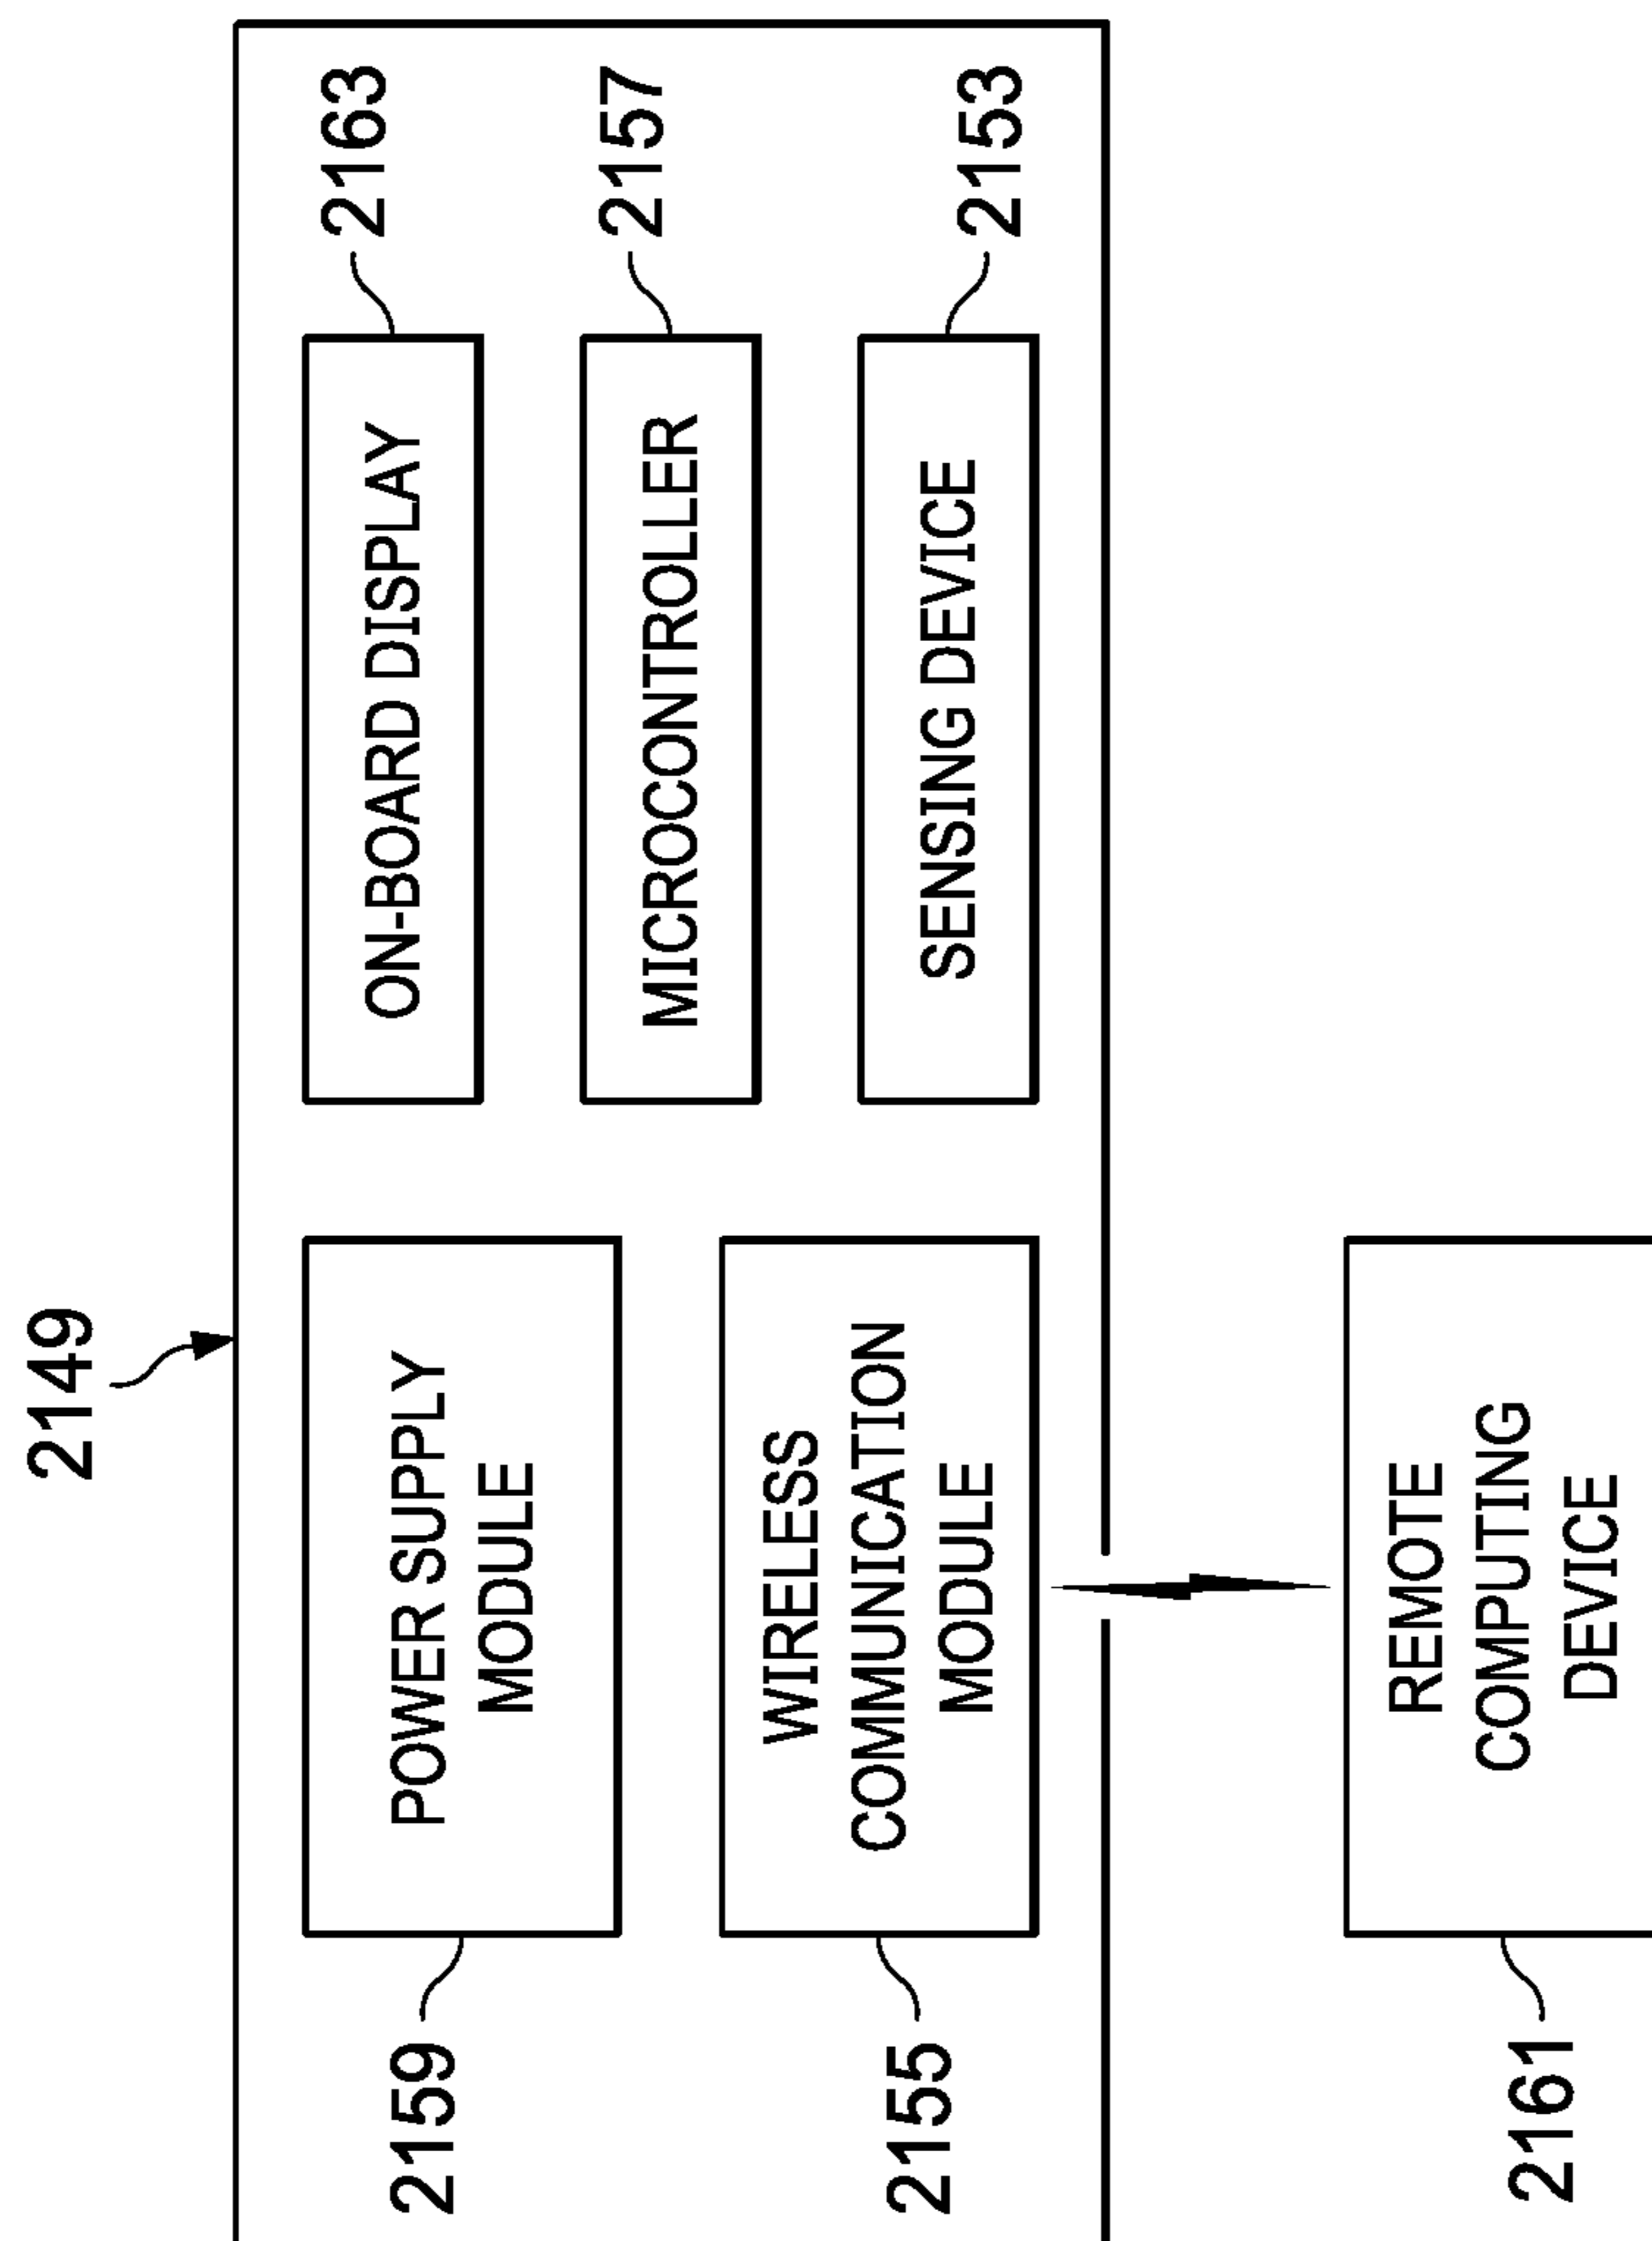 2149
2159
POWER SUPPLY
MODULE
ON-BOARD DISPLAY
2163
MICROCONTROLLER
2157
2155
WIRELESS
COMMUNICATION
MODULE
SENSING DEVICE
2153
2161
REMOTE
COMPUTING
DEVICE